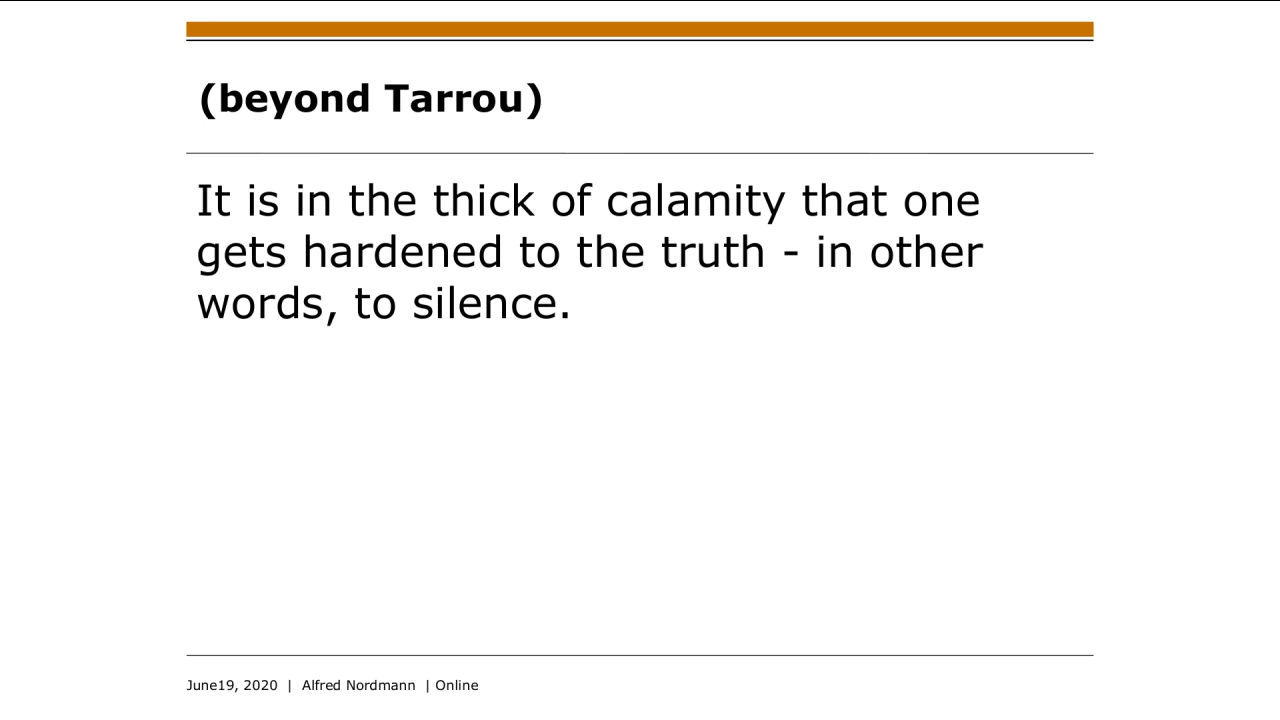 (beyond Tarrou)
It is in the thick of calamity that one
gets hardened to the truth - in other
words, to silence.
June19, 2020 | Alfred Nordmann | Online